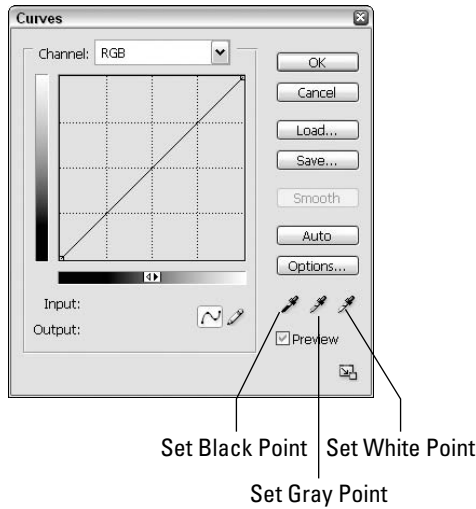 Curves
Channel: RGB
OK
Cancel
Load...
Save...
Smooth
Auto
Options...
Input:
Output:
Preview
Set Black Point
Set White Point
Set Gray Point